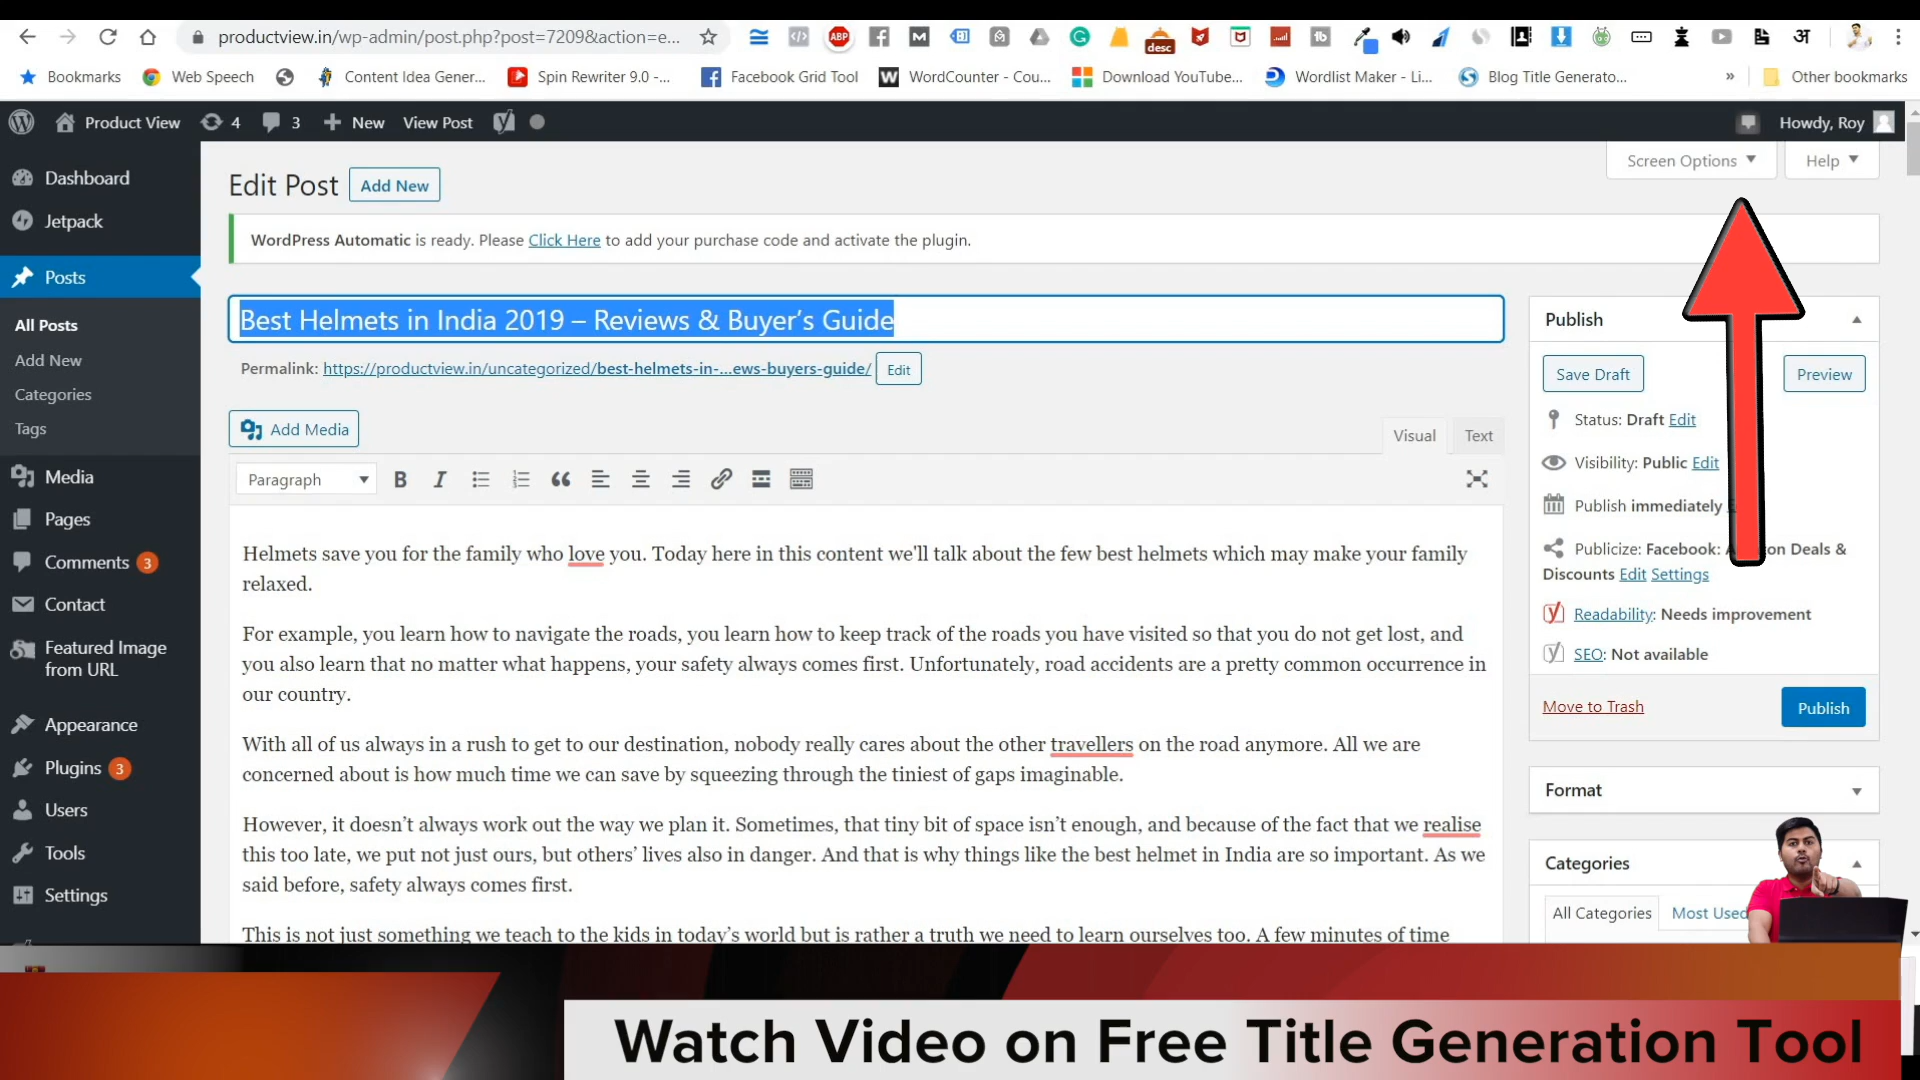 productview.in/wp-admin/post.php?post=7209&action=e...
ABP
desc
Bookmarks
Web Speech
Content Idea Gener...
Spin Rewriter 9.0 -...
Facebook Grid Tool
WordCounter - Cou...
Download YouTube...
Wordlist Maker - Li...
Blog Title Generato...
»
Other bookmarks
Product View
4
3
New
View Post
Howdy, Roy
Dashboard
Jetpack
Posts
All Posts
Add New
Categories
Tags
Media
Pages
Comments 3
Contact
Featured Image
from URL
Appearance
Plugins 3
Users
Tools
Settings
Screen Options
Help
Edit Post
Add New
WordPress Automatic is ready. Please Click Here to add your purchase code and activate the plugin.
Best Helmets in India 2019 – Reviews & Buyer’s Guide
Permalink: https://productview.in/uncategorized/best-helmets-in-...ews-buyers-guide/ Edit
Add Media
Visual
Text
Paragraph
Helmets save you for the family who love you. Today here in this content we'll talk about the few best helmets which may make your family
relaxed.
For example, you learn how to navigate the roads, you learn how to keep track of the roads you have visited so that you do not get lost, and
you also learn that no matter what happens, your safety always comes first. Unfortunately, road accidents are a pretty common occurrence in
our country.
With all of us always in a rush to get to our destination, nobody really cares about the other travellers on the road anymore. All we are
concerned about is how much time we can save by squeezing through the tiniest of gaps imaginable.
However, it doesn’t always work out the way we plan it. Sometimes, that tiny bit of space isn’t enough, and because of the fact that we realise
this too late, we put not just ours, but others’ lives also in danger. And that is why things like the best helmet in India are so important. As we
said before, safety always comes first.
This is not just something we teach to the kids in today’s world but is rather a truth we need to learn ourselves too. A few minutes of time
Publish
Save Draft
Preview
Status: Draft Edit
Visibility: Public Edit
Publish immediately
Publicize: Facebook: Deals &
Discounts Edit Settings
Readability: Needs improvement
SEO: Not available
Move to Trash
Publish
Format
Categories
All Categories
Most Used
Watch Video on Free Title Generation Tool